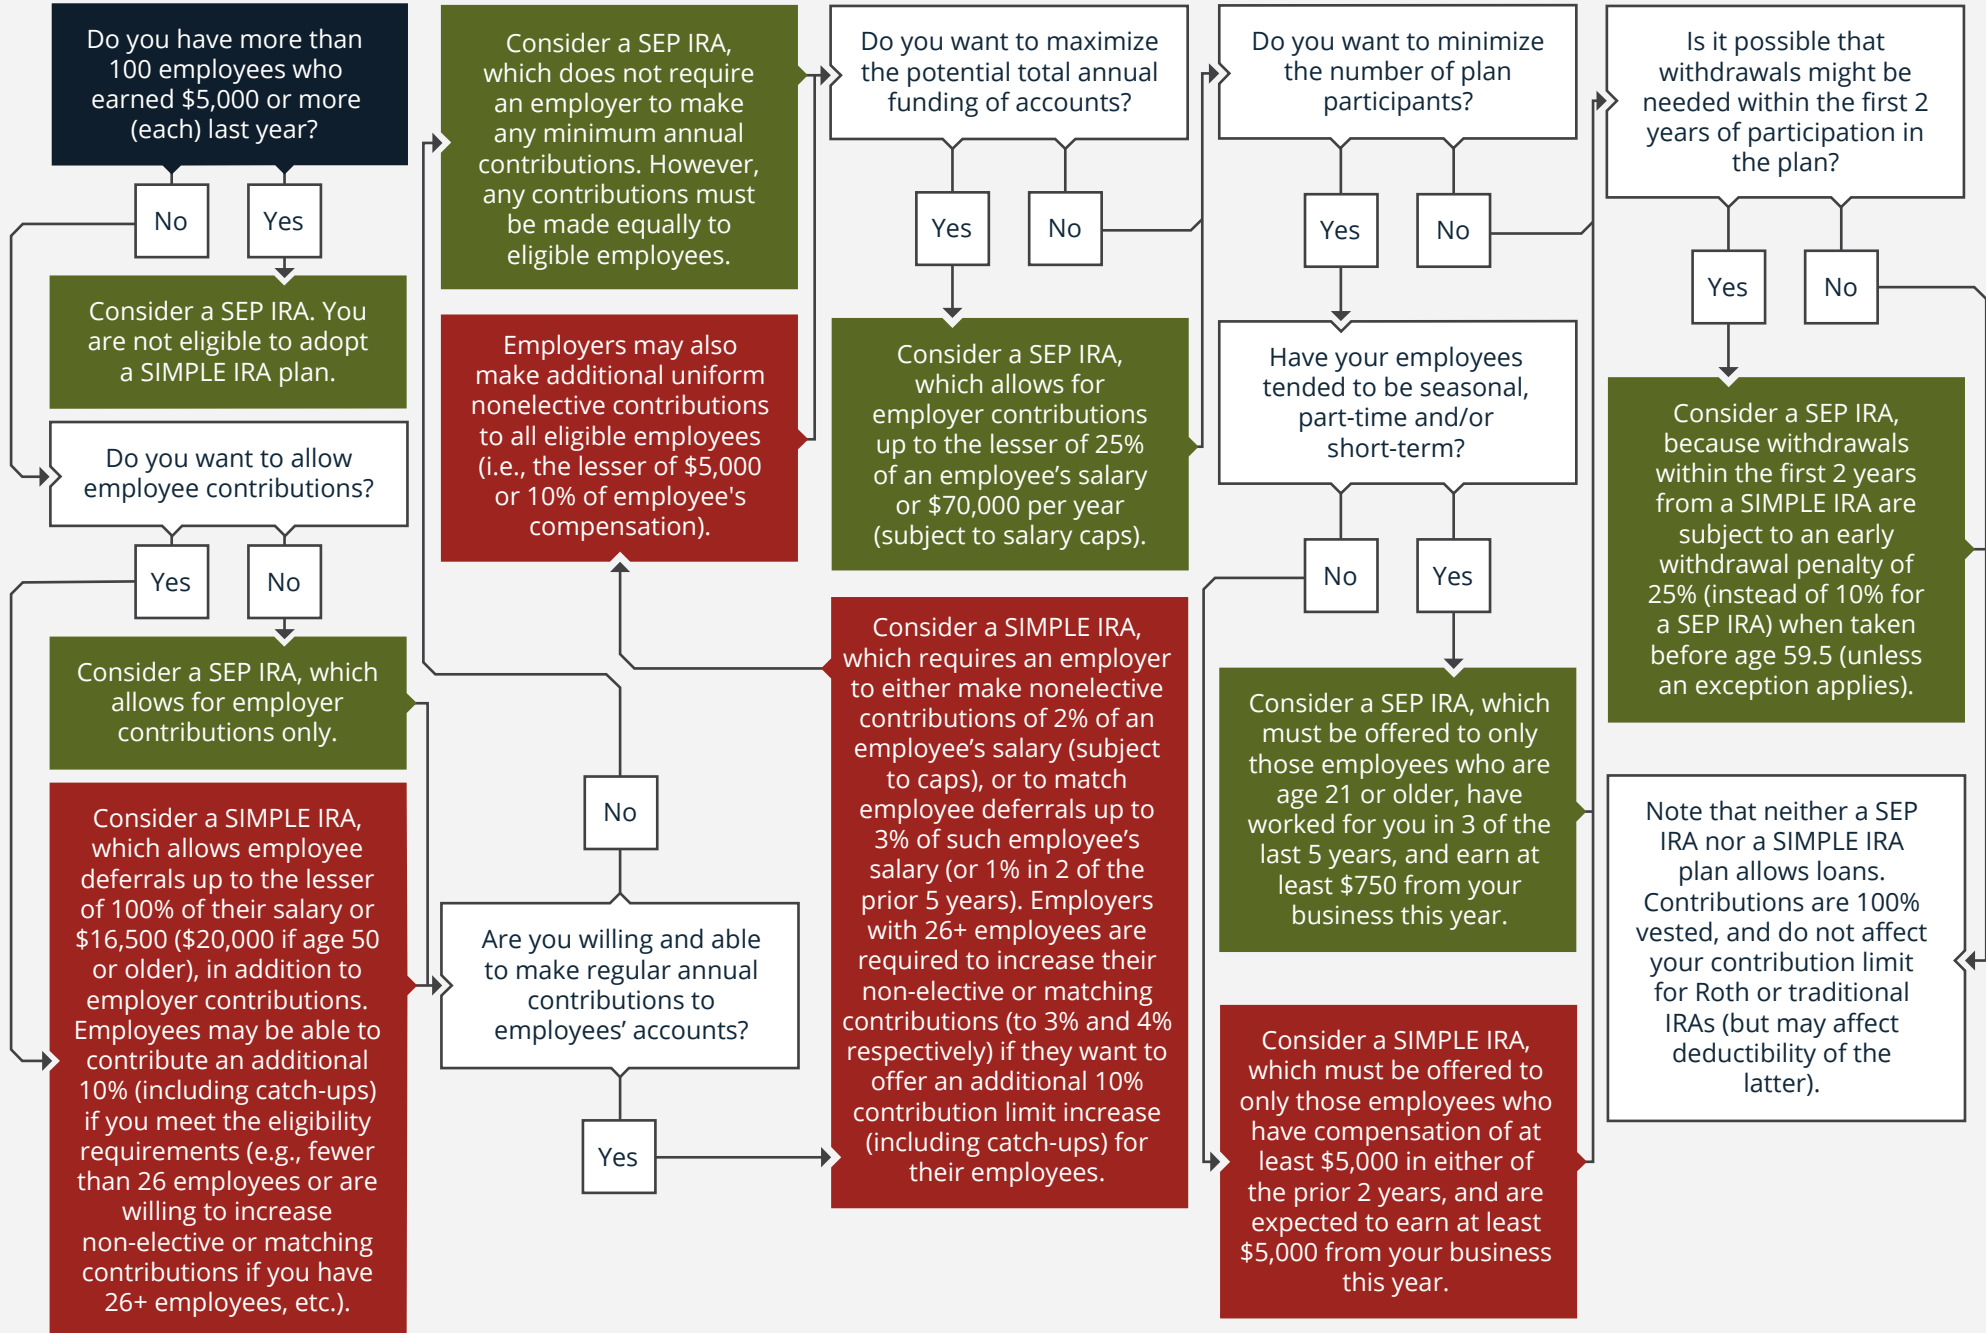 Do you have more than
100 employees who
earned $5,000 or more
(each) last year?
No
Yes
Consider a SEP IRA. You
are not eligible to adopt
a SIMPLE IRA plan.
Do you want to allow
employee contributions?
Yes
No
Consider a SEP IRA, which
allows for employer
contributions only.
Consider a SIMPLE IRA,
which allows employee
deferrals up to the lesser
of 100% of their salary or
$16,500 ($20,000 if age 50
or older), in addition to
employer contributions.
Employees may be able to
contribute an additional
10% (including catch-ups)
if you meet the eligibility
requirements (e.g., fewer
than 26 employees or are
willing to increase
non-elective or matching
contributions if you have
26+ employees, etc.).
Consider a SEP IRA,
which does not require
an employer to make
any minimum annual
contributions. However,
any contributions must
be made equally to
eligible employees.
Employers may also
make additional uniform
nonelective contributions
to all eligible employees
(i.e., the lesser of $5,000
or 10% of employee's
compensation).
No
Are you willing and able
to make regular annual
contributions to
employees’ accounts?
Yes
Do you want to maximize
the potential total annual
funding of accounts?
Yes
No
Consider a SEP IRA,
which allows for
employer contributions
up to the lesser of 25%
of an employee’s salary
or $70,000 per year
(subject to salary caps).
Consider a SIMPLE IRA,
which requires an employer
to either make nonelective
contributions of 2% of an
employee’s salary (subject
to caps), or to match
employee deferrals up to
3% of such employee’s
salary (or 1% in 2 of the
prior 5 years). Employers
with 26+ employees are
required to increase their
non-elective or matching
contributions (to 3% and 4%
respectively) if they want to
offer an additional 10%
contribution limit increase
(including catch-ups) for
their employees.
Do you want to minimize
the number of plan
participants?
Yes
No
Have your employees
tended to be seasonal,
part-time and/or
short-term?
No
Yes
Consider a SEP IRA, which
must be offered to only
those employees who are
age 21 or older, have
worked for you in 3 of the
last 5 years, and earn at
least $750 from your
business this year.
Consider a SIMPLE IRA,
which must be offered to
only those employees who
have compensation of at
least $5,000 in either of
the prior 2 years, and are
expected to earn at least
$5,000 from your business
this year.
Is it possible that
withdrawals might be
needed within the first 2
years of participation in
the plan?
Yes
No
Consider a SEP IRA,
because withdrawals
within the first 2 years
from a SIMPLE IRA are
subject to an early
withdrawal penalty of
25% (instead of 10% for
a SEP IRA) when taken
before age 59.5 (unless
an exception applies).
Note that neither a SEP
IRA nor a SIMPLE IRA
plan allows loans.
Contributions are 100%
vested, and do not affect
your contribution limit
for Roth or traditional
IRAs (but may affect
deductibility of the
latter).